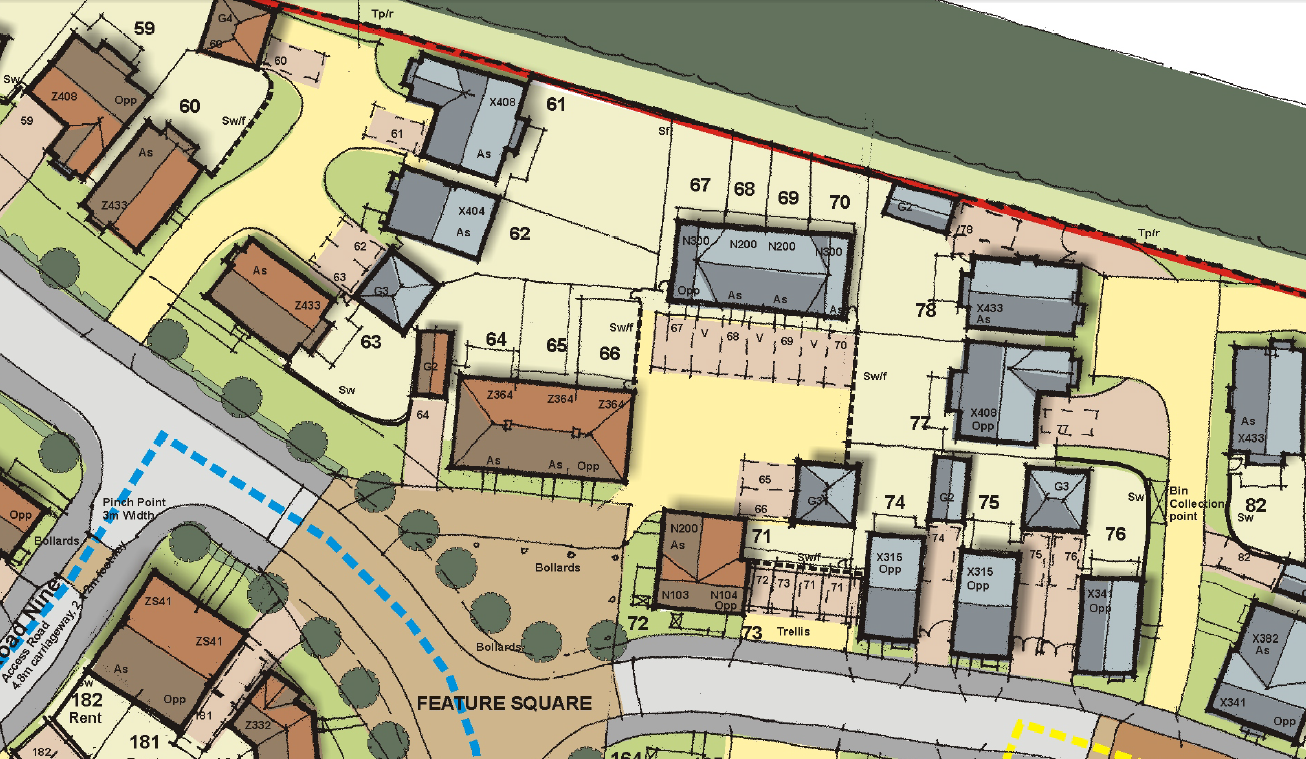 Tp/r
59
G4
60
60
Sw
Z408
Opp
60
Sw/f
59
As
Z433
X408
61
61
As
Sf
X404
As
62
62
63
As
Z433
G3
63
Sw
G2
64
64
65
66
Sw/f
Z364
Z364
Z364
As
As
Opp
67
68
69
70
N300
N200
N200
N300
Opp
As
As
As
67
V
68
V
69
V
70
Sw/f
G2
78
Tp/r
78
X433
As
X408
Opp
77
77
As
X433
82
Sw
82
Bin
Collection
point
Sw
G3
76
75
G2
74
G3
65
66
71
Sw/f
N200
As
N103
N104
Opp
72
73
71
71
72
73
Trellis
X315
Opp
74
X315
Opp
75
76
X341
Opp
X382
As
X341
Opp
Pinch Point
3m Width
Bollards
Opp
Bollards
Bollards
FEATURE SQUARE
Road Nine
Access Road
4.8m carriageway, 2
ZS41
ZS41
As
Opp
Sw
182
Rent
181
181
182
Z332
164